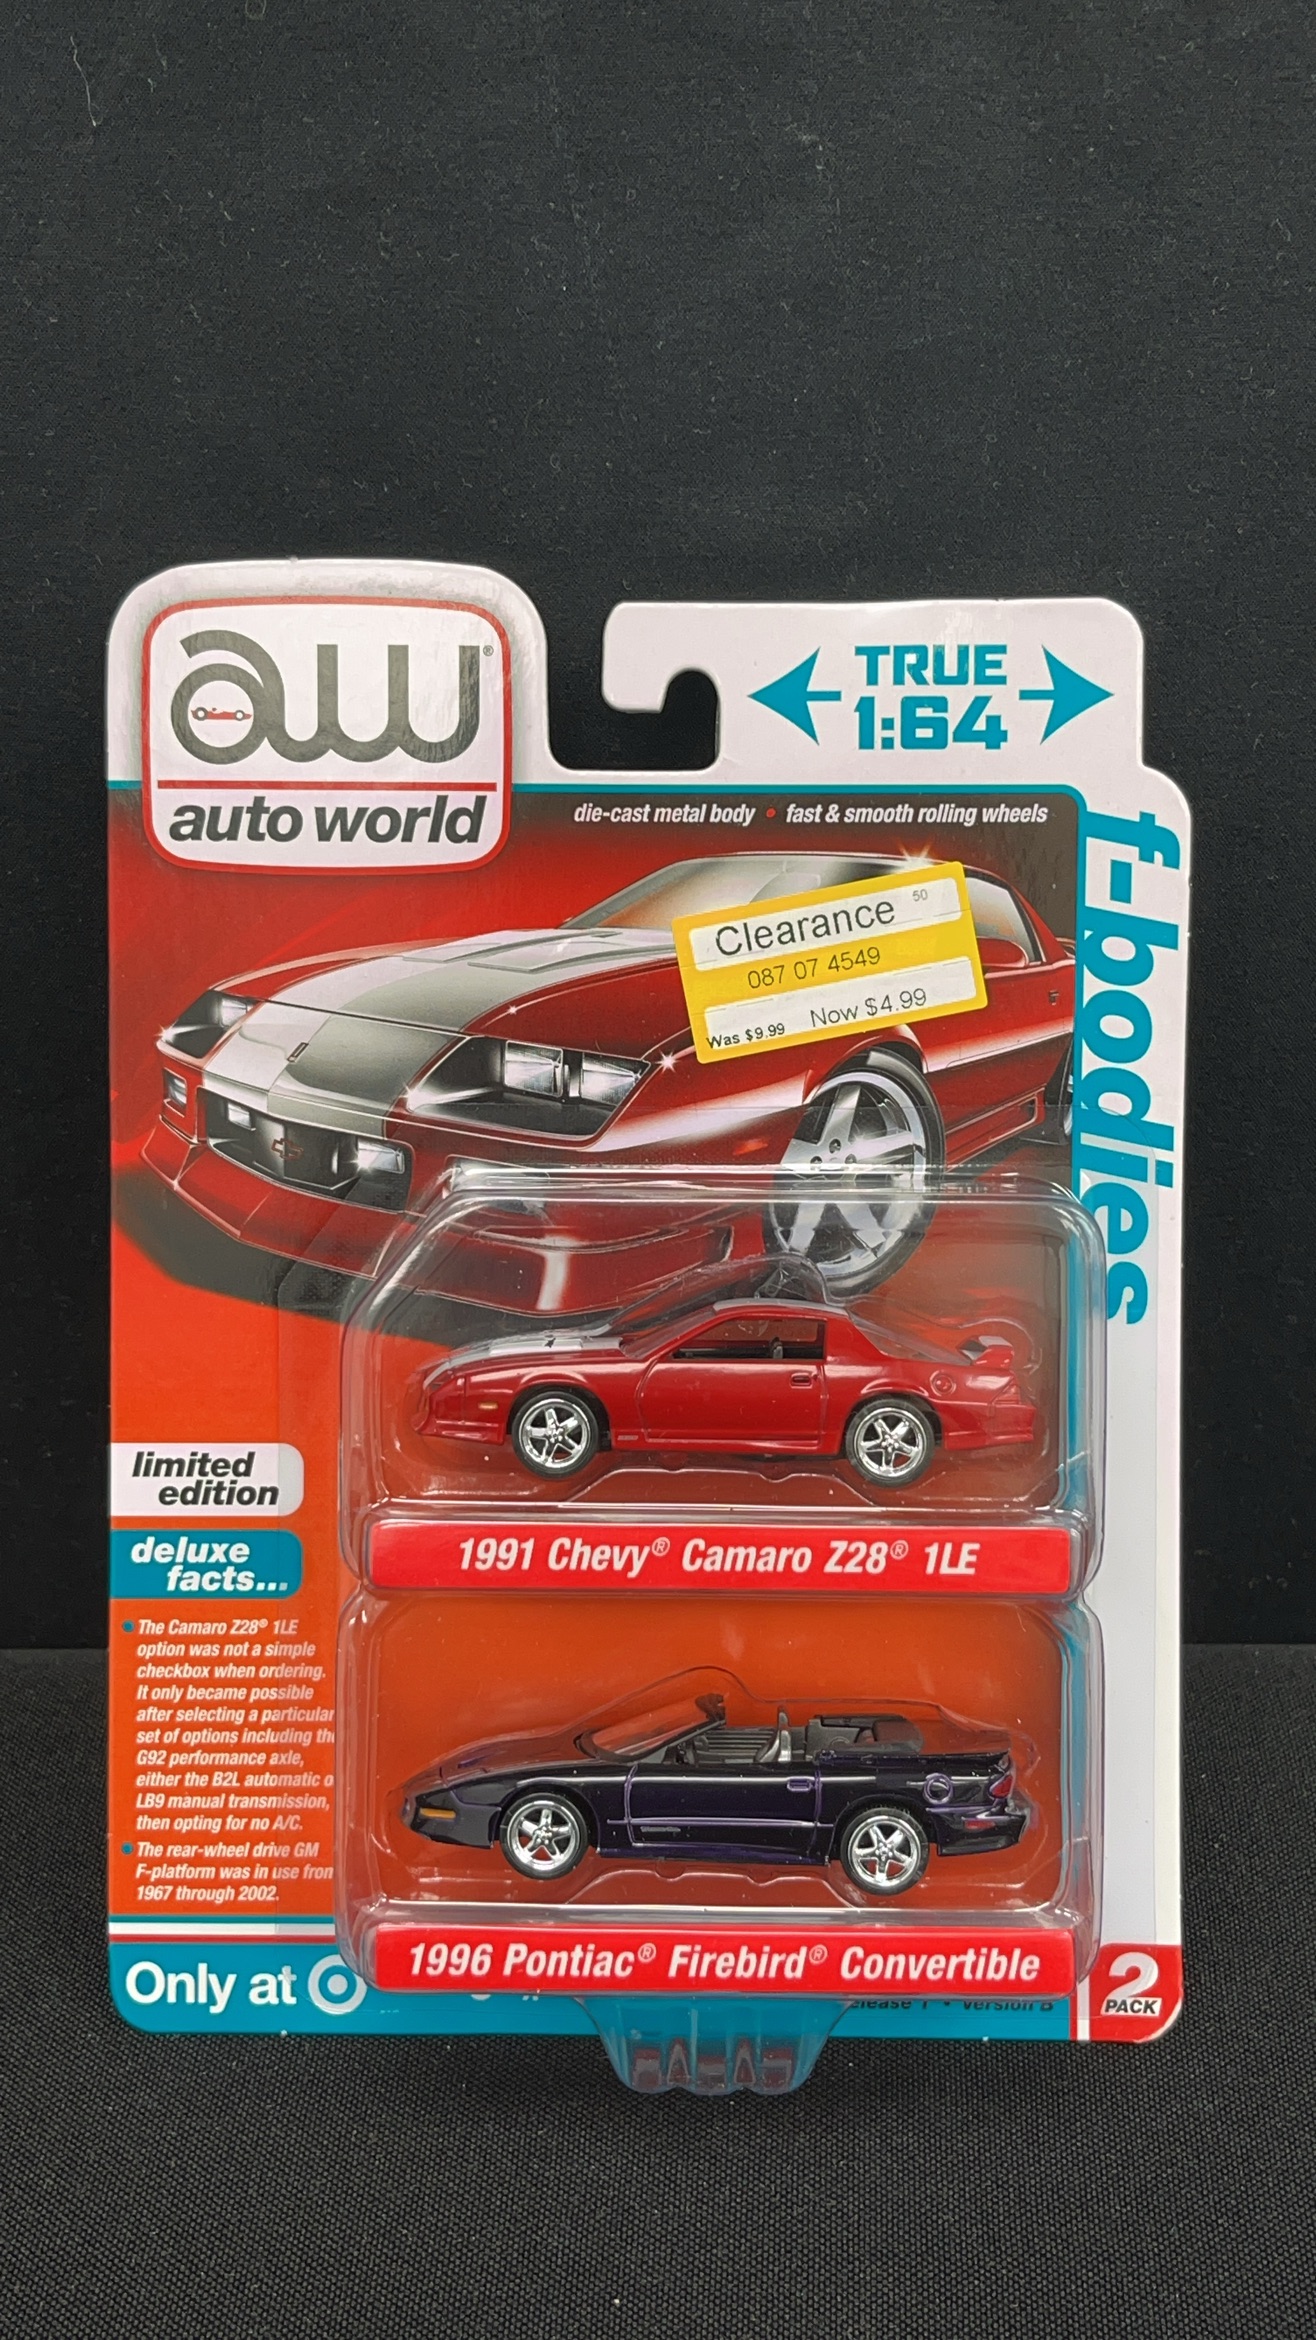 aw®
auto world
TRUE
1:64
die-cast metal body • fast & smooth rolling wheels
f-bodies
Clearance 50
087 07 4549
Was $9.99 Now $4.99
limited
edition
deluxe
facts...
• The Camaro Z28® 1LE
option was not a simple
checkbox when ordering.
It only became possible
after selecting a particular
set of options including the
G92 performance axle,
either the B2L automatic o
LB9 manual transmission,
then opting for no A/C.
• The rear-wheel drive GM
F-platform was in use from
1967 through 2002.
1991 Chevy® Camaro Z28® 1LE
1996 Pontiac® Firebird® Convertible
Only at
elease 1 • Version B
2
PACK